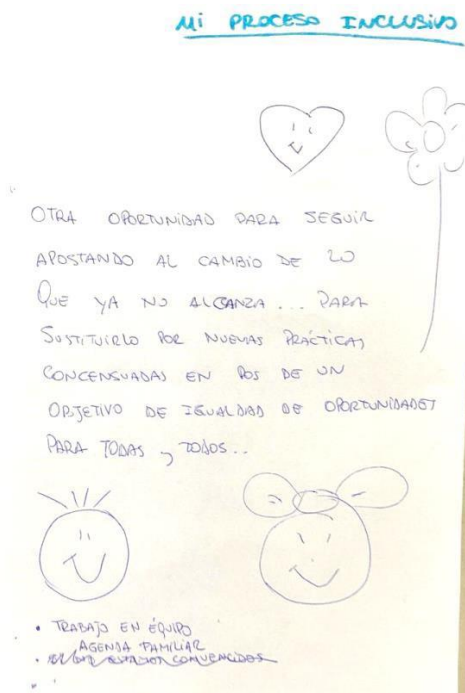 Mi PROCESO INCLUSIVO
OTRA OPORTUNIDAD PARA SEGUIR
APOSTANDO AL CAMBIO DE LO
QUE YA NO ALCANZA... PARA
SUSTITUIRLO POR NUEVAS PRÁCTICAS
CONCENSUADAS EN POS DE UN
OBJETIVO DE IGUALDAD DE OPORTUNIDADES
PARA TODAS y TODOS..
• TRABAJO EN ÉQUIPO
AGENDA FAMILIAR
• CONVENCIDOS